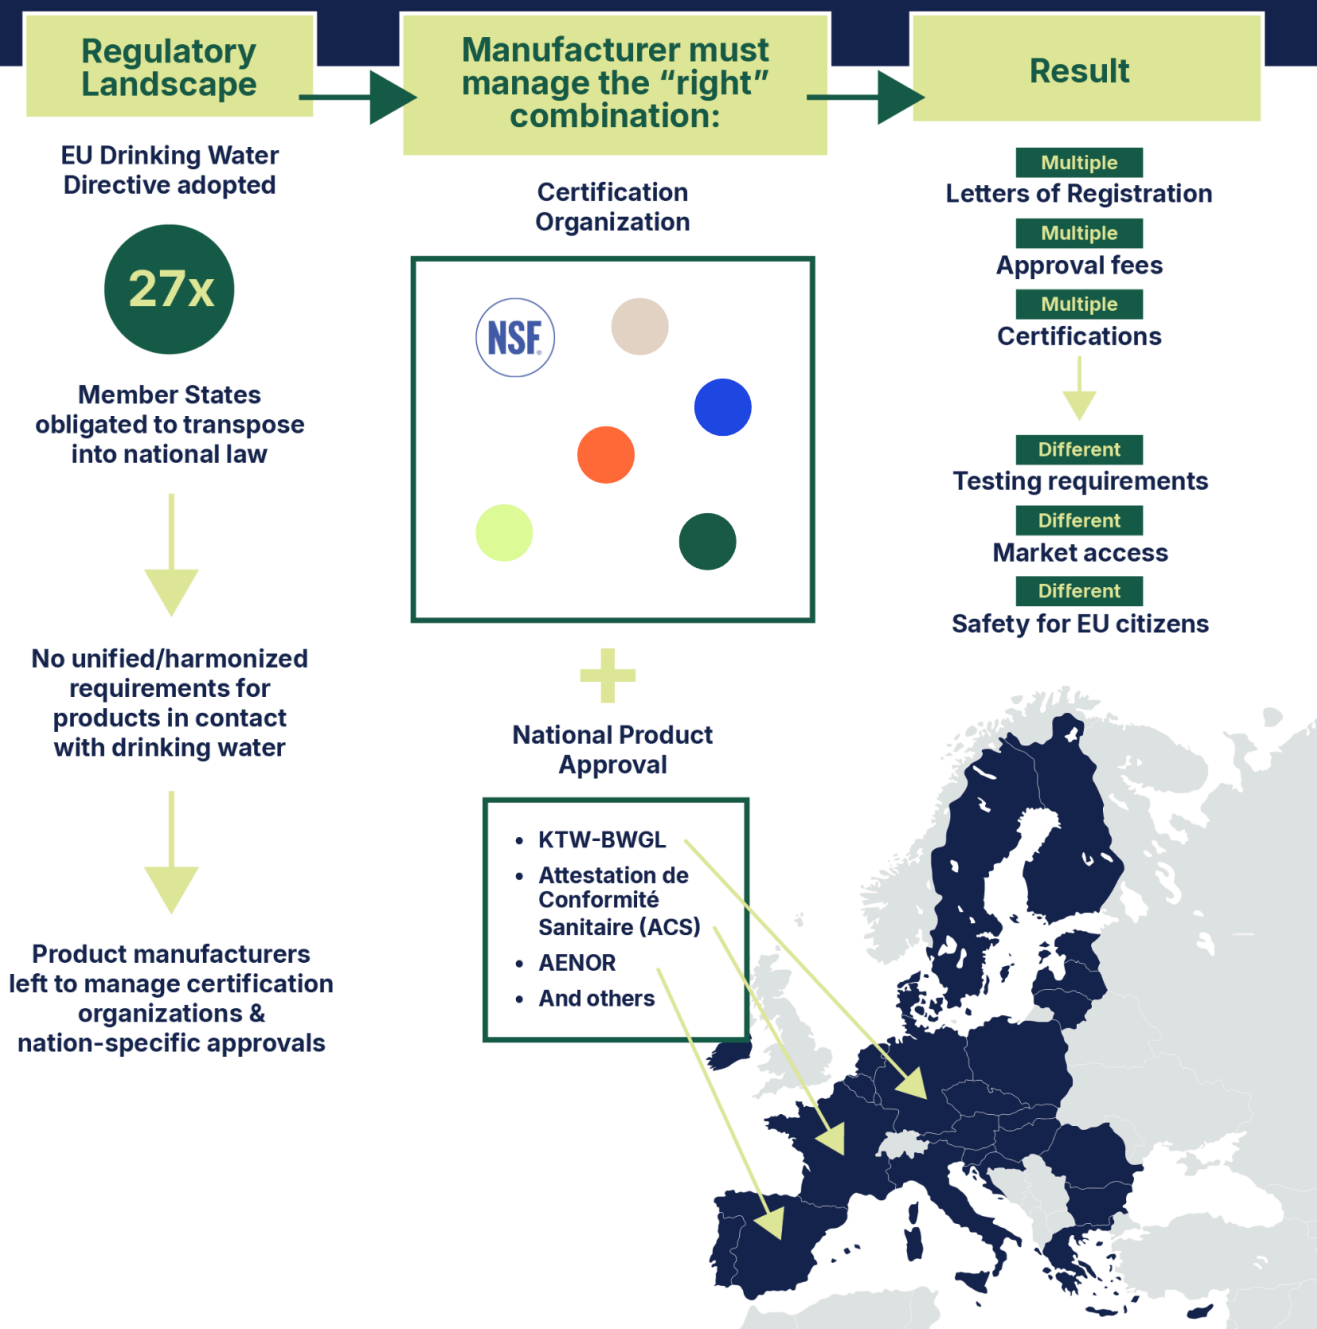 Regulatory
Landscape
EU Drinking Water
Directive adopted
27x
Member States
obligated to transpose
into national law
No unified/harmonized
requirements for
products in contact
with drinking water
Product manufacturers
left to manage certification
organizations &
nation-specific approvals
Manufacturer must
manage the “right”
combination:
Certification
Organization
NSF®
+
National Product
Approval
• KTW-BWGL
• Attestation de
Conformité
Sanitaire (ACS)
• AENOR
• And others
Result
Multiple
Letters of Registration
Multiple
Approval fees
Multiple
Certifications
Different
Testing requirements
Different
Market access
Different
Safety for EU citizens